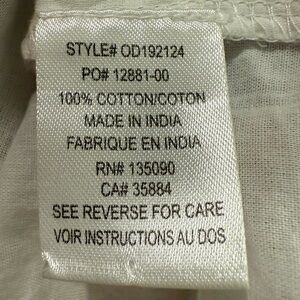 STYLE# OD192124
PO# 12881-00
100% COTTON/COTON
MADE IN INDIA
FABRIQUE EN INDIA
RN# 135090
CA# 35884
SEE REVERSE FOR CARE
VOIR INSTRUCTIONS AU DOS